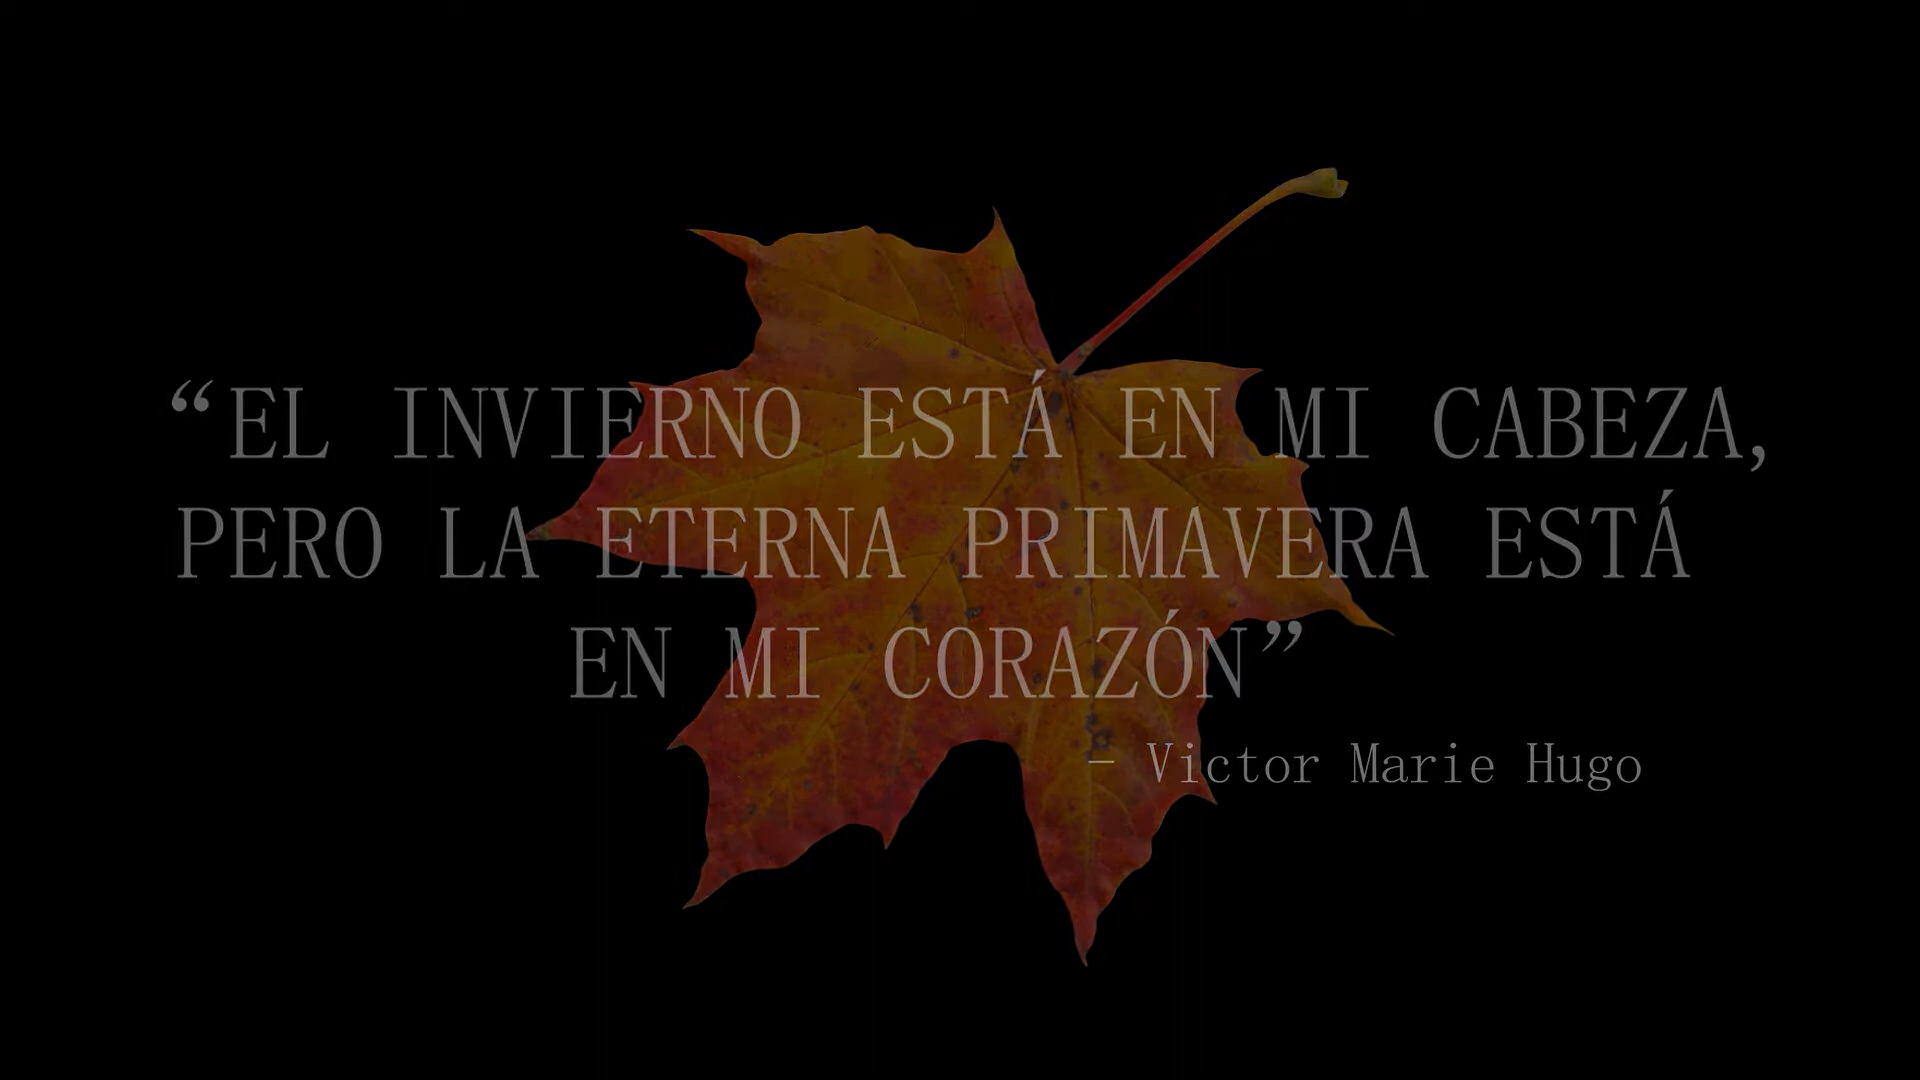 “EL INVIERNO ESTÁ EN MI CABEZA,
PERO LA ETERNA PRIMAVERA ESTÁ
EN MI CORAZÓN”
– Victor Marie Hugo